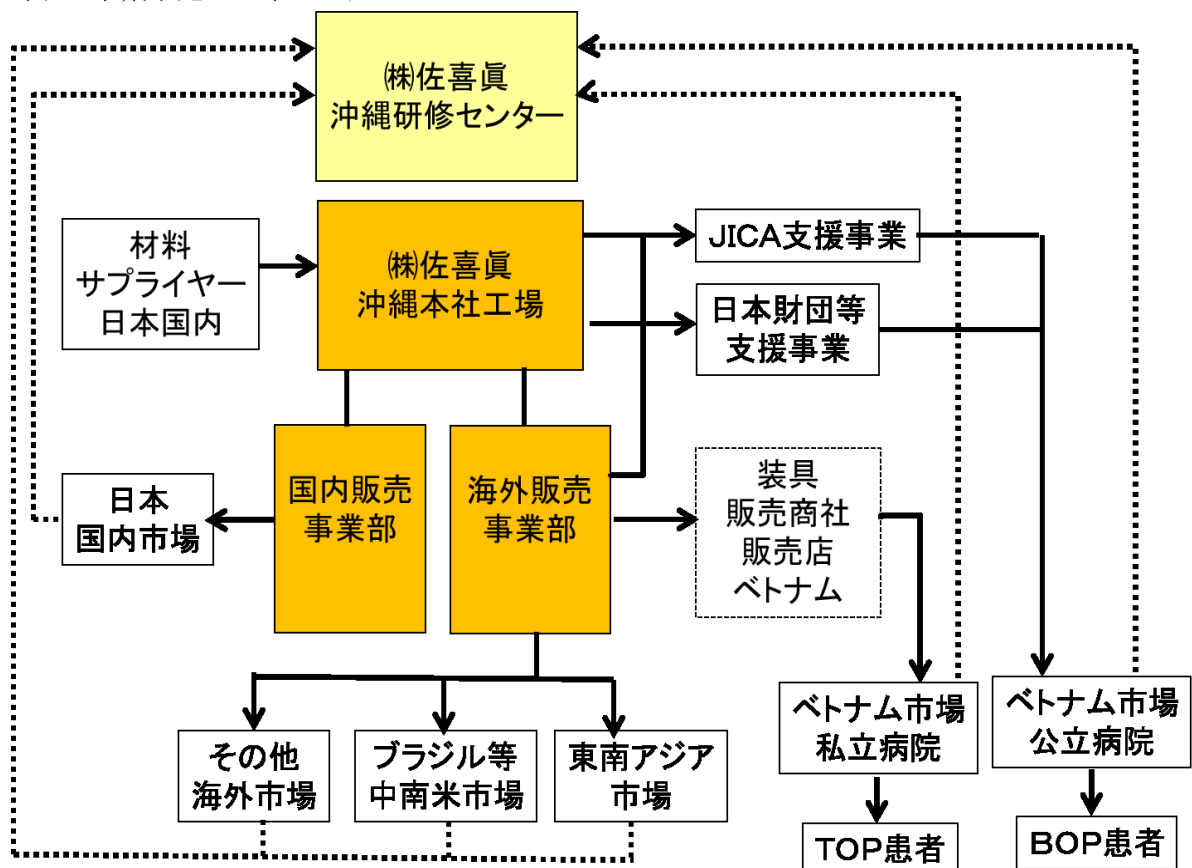 ㈱佐喜眞
沖縄研修センター
材料
サプライヤー
日本国内
㈱佐喜眞
沖縄本社工場
JICA支援事業
日本財団等
支援事業
日本
国内市場
国内販売
事業部
海外販売
事業部
装具
販売商社
販売店
ベトナム
その他
海外市場
ブラジル等
中南米市場
東南アジア
市場
ベトナム市場
私立病院
ベトナム市場
公立病院
TOP患者
BOP患者